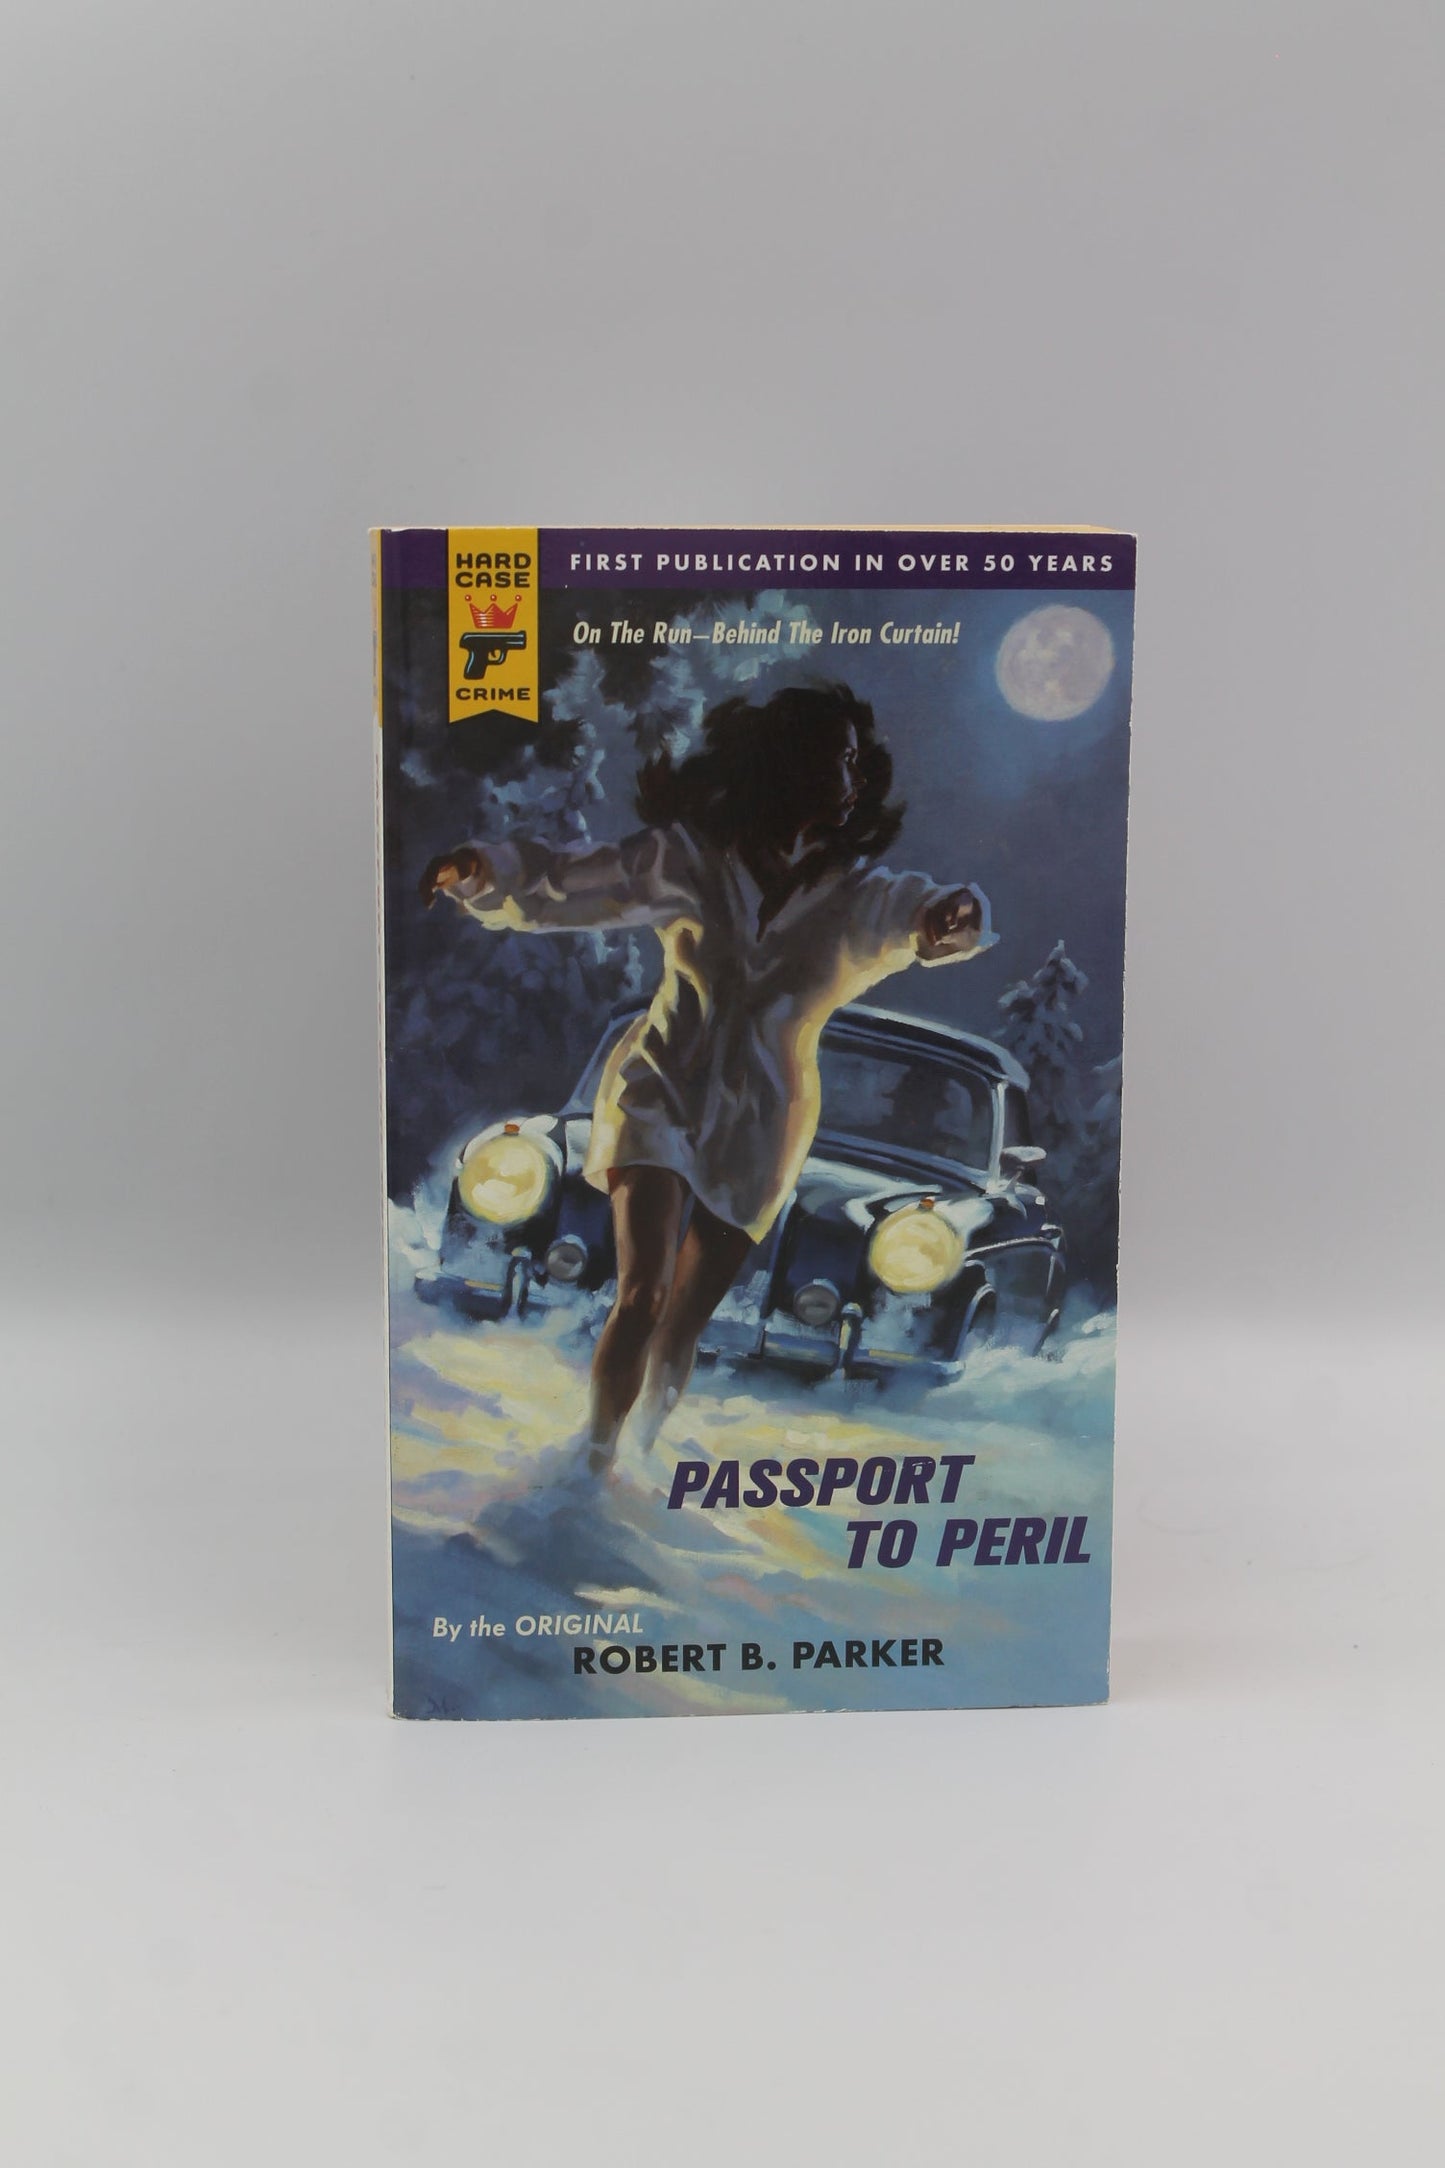 HARD
CASE
CRIME
FIRST PUBLICATION IN OVER 50 YEARS
On The Run—Behind The Iron Curtain!
PASSPORT
TO PERIL
By the ORIGINAL
ROBERT B. PARKER